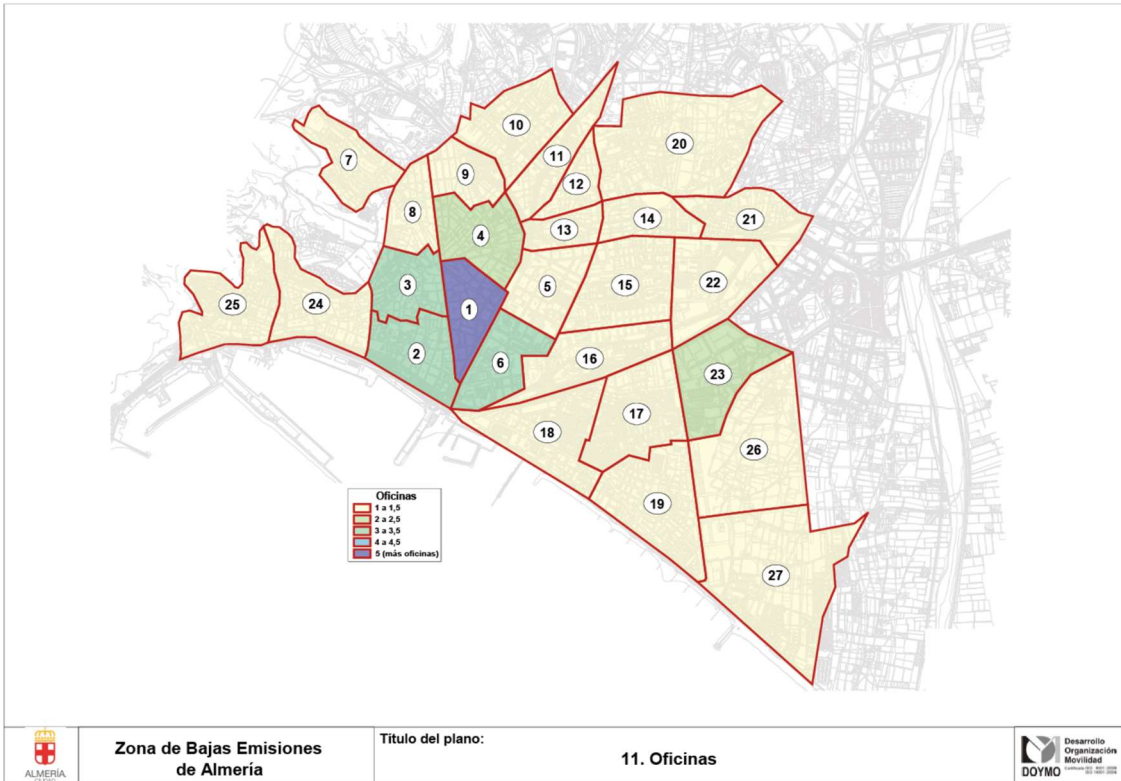 10
20
7
11
9
12
8
14
21
13
4
3
5
15
22
25
24
1
2
6
16
23
18
17
26
19
27
Oficinas
1 a 1,5
2 a 2,5
3 a 3,5
4 a 4,5
5 (más oficinas)
ALMERÍA
Zona de Bajas Emisiones
de Almería
Título del plano:
11. Oficinas
DOYMO
Desarrollo
Organización
Movilidad